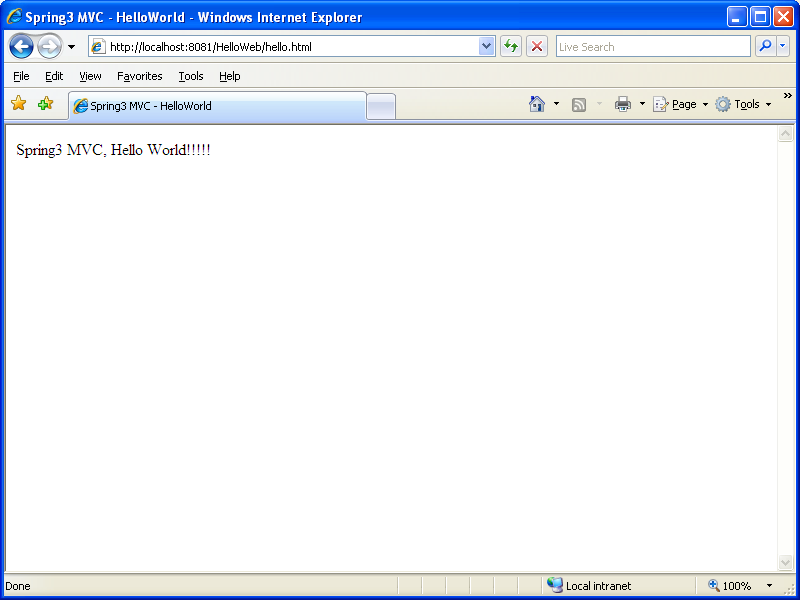 Spring3 MVC - HelloWorld - Windows Internet Explorer
http://localhost:8081/HelloWeb/hello.html
Live Search
File Edit View Favorites Tools Help
Spring3 MVC - HelloWorld
Page Tools
Spring3 MVC, Hello World!!!!!
Done Local intranet 100%